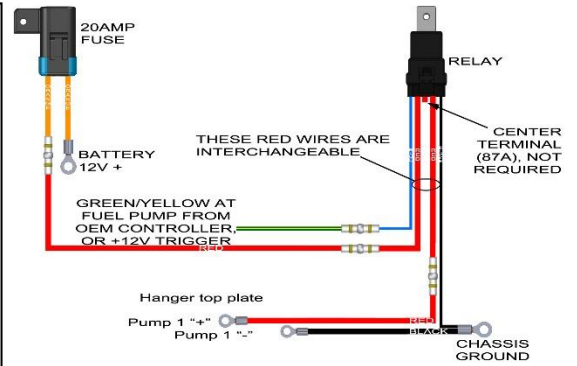 20AMP
FUSE
RELAY
THESE RED WIRES ARE
INTERCHANGEABLE
CENTER
TERMINAL
(87A), NOT
REQUIRED
BATTERY
12V +
GREEN/YELLOW AT
FUEL PUMP FROM
OEM CONTROLLER,
OR +12V TRIGGER
RED
Hanger top plate
Pump 1 "+"
RED
Pump 1 "-"
BLACK
CHASSIS
GROUND